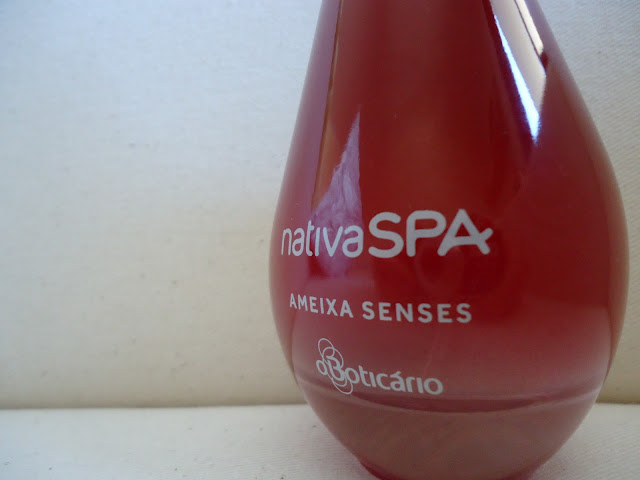 nativaSPA
AMEIXA SENSES
oBoticário